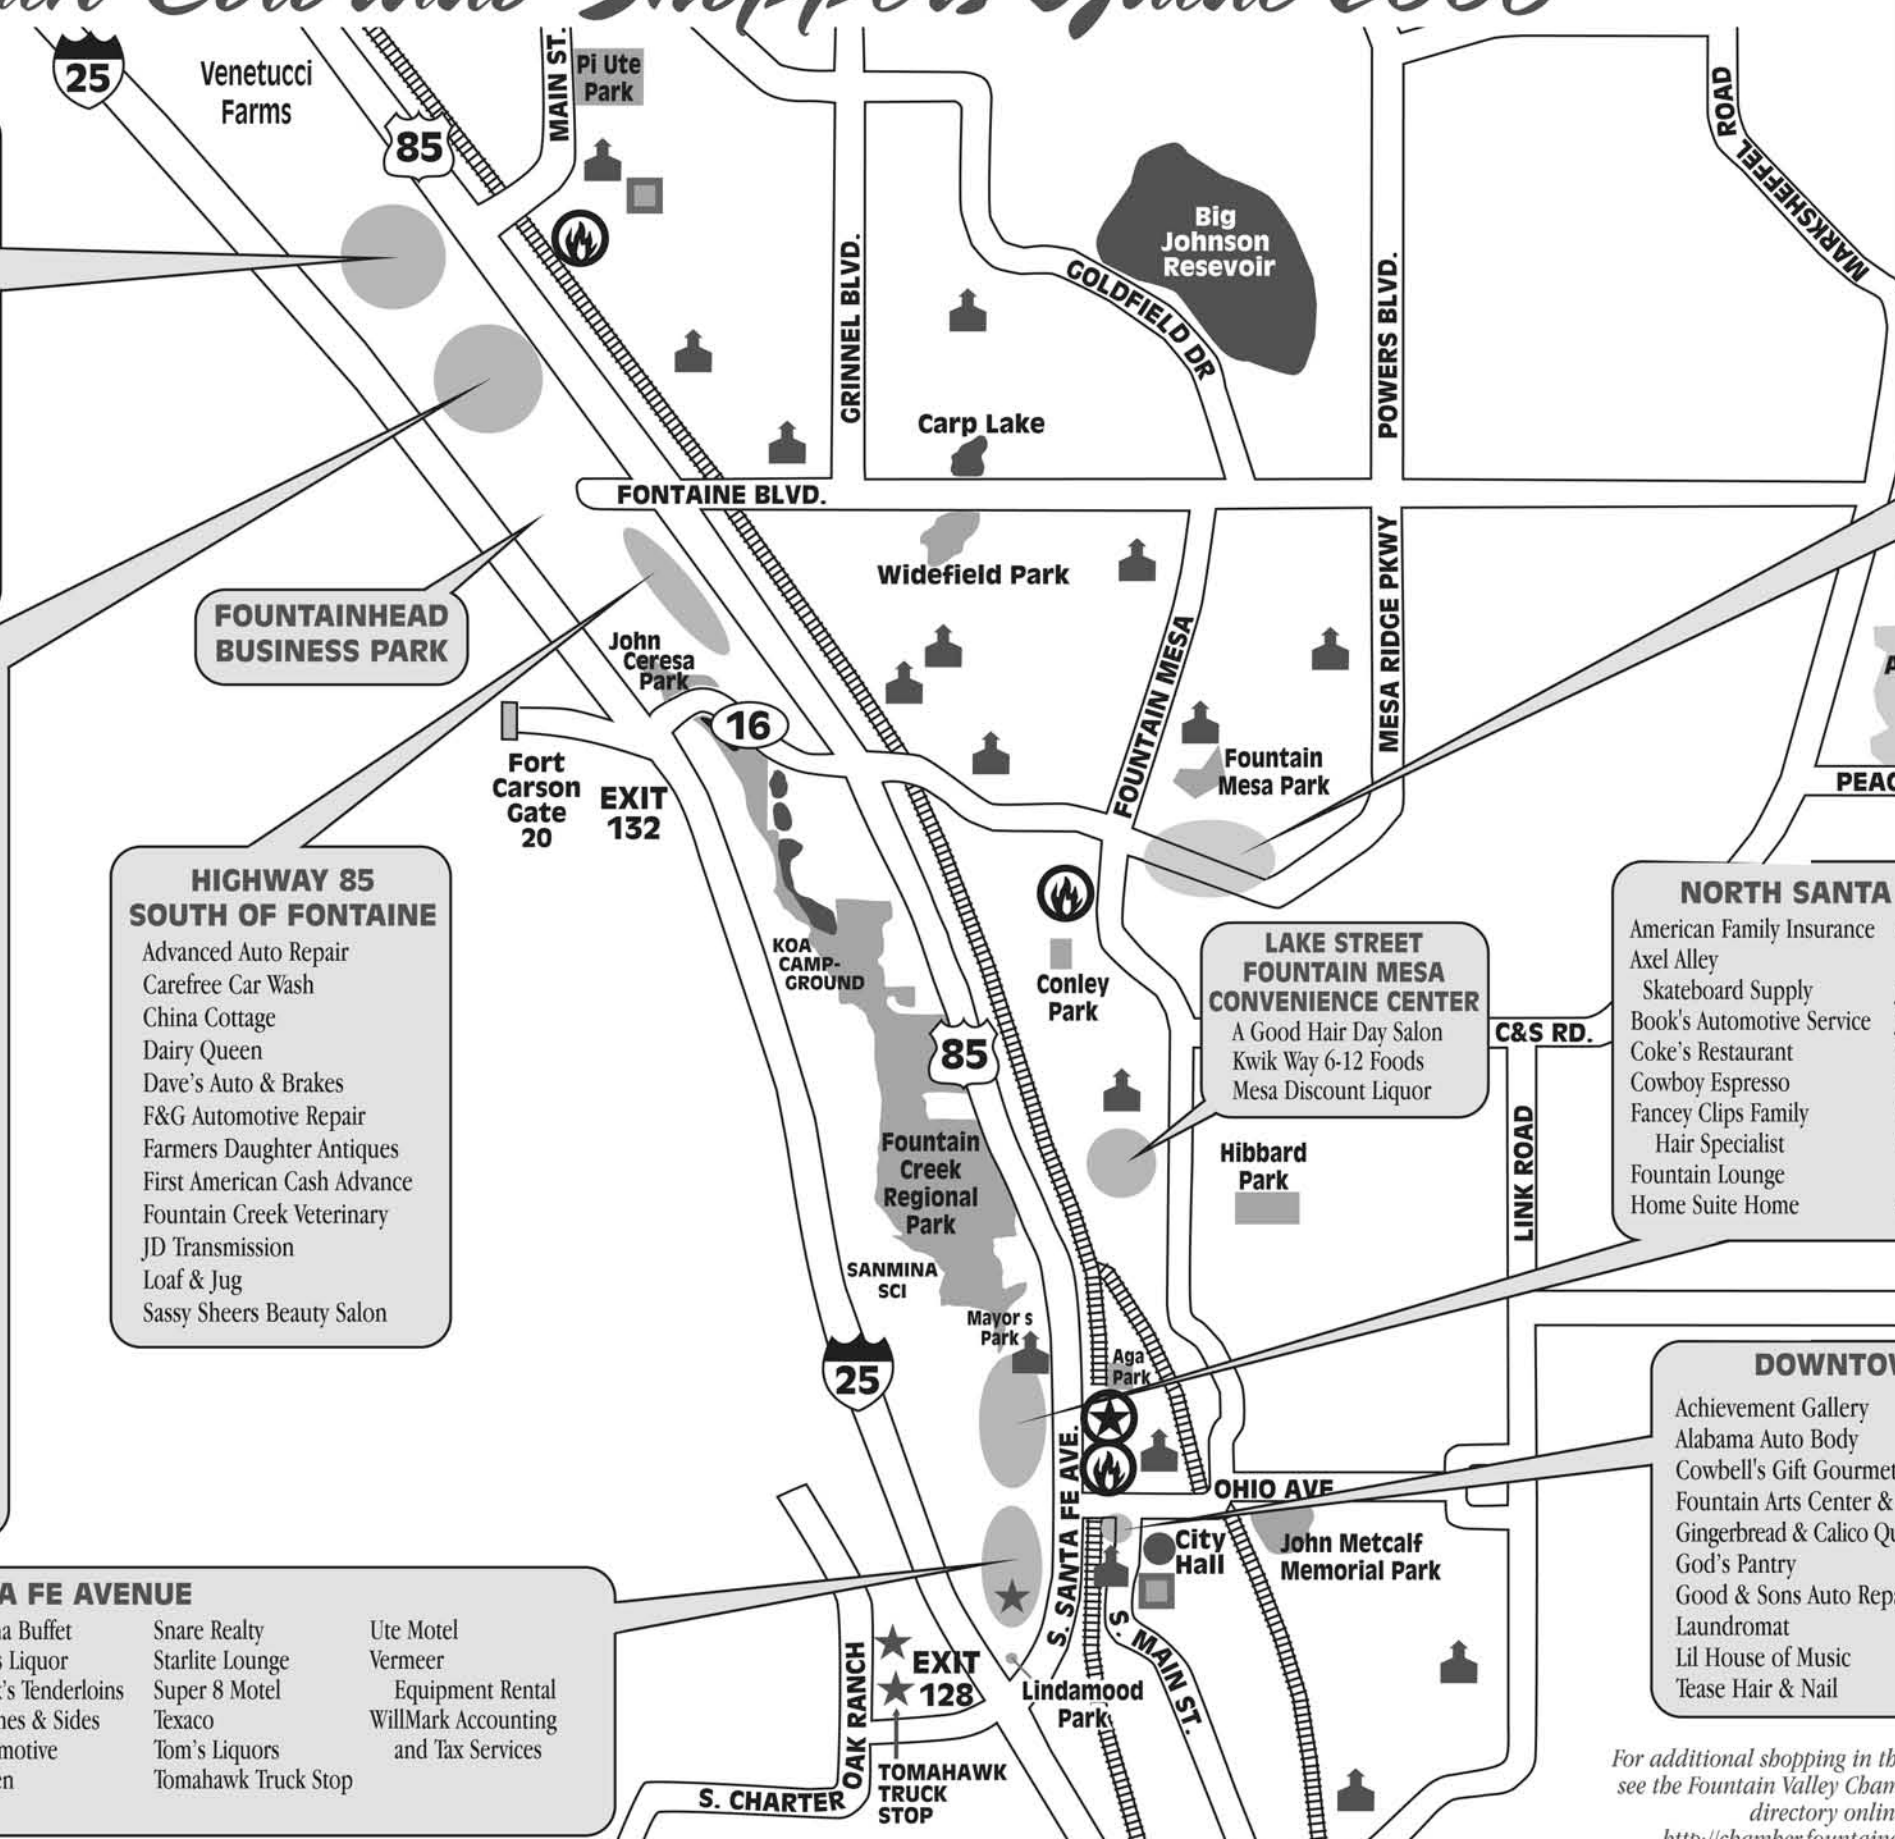 25
Venetucci
Farms
85
MAIN ST.
Pi Ute
Park
ROAD
MARKSHEFFEL
Big
Johnson
Resevoir
GRINNEL BLVD.
GOLDFIELD DR
POWERS BLVD.
Carp Lake
FONTAINE BLVD.
Widefield Park
FOUNTAINHEAD
BUSINESS PARK
John
Ceresa
Park
16
FOUNTAIN MESA
MESA RIDGE PKWY
Fountain
Mesa Park
PEAC
Fort
Carson
Gate
20
EXIT
132
HIGHWAY 85
SOUTH OF FONTAINE
Advanced Auto Repair
Carefree Car Wash
China Cottage
Dairy Queen
Dave's Auto & Brakes
F&G Automotive Repair
Farmers Daughter Antiques
First American Cash Advance
Fountain Creek Veterinary
JD Transmission
Loaf & Jug
Sassy Sheers Beauty Salon
KOA
CAMP-
GROUND
Conley
Park
85
LAKE STREET
FOUNTAIN MESA
CONVENIENCE CENTER
A Good Hair Day Salon
Kwik Way 6-12 Foods
Mesa Discount Liquor
C&S RD.
LINK ROAD
NORTH SANTA
American Family Insurance
Axel Alley
Skateboard Supply
Book's Automotive Service
Coke's Restaurant
Cowboy Espresso
Fancey Clips Family
Hair Specialist
Fountain Lounge
Home Suite Home
Fountain
Creek
Regional
Park
Hibbard
Park
SANMINA
SCI
Mayor s
Park
Aga
Park
25
S. SANTA FE AVE.
OHIO AVE
City
Hall
John Metcalf
Memorial Park
DOWNTOW
Achievement Gallery
Alabama Auto Body
Cowbell's Gift Gourmet
Fountain Arts Center &
Gingerbread & Calico Qu
God's Pantry
Good & Sons Auto Rep
Laundromat
Lil House of Music
Tease Hair & Nail
S. MAIN ST.
Lindamood
Park
EXIT
128
OAK RANCH
TOMAHAWK
TRUCK
STOP
S. CHARTER
A FE AVENUE
a Buffet
s Liquor
's Tenderloins
nes & Sides
motive
en
Snare Realty
Starlite Lounge
Super 8 Motel
Texaco
Tom's Liquors
Tomahawk Truck Stop
Ute Motel
Vermeer
Equipment Rental
WillMark Accounting
and Tax Services
For additional shopping in th
see the Fountain Valley Cham
directory onlin